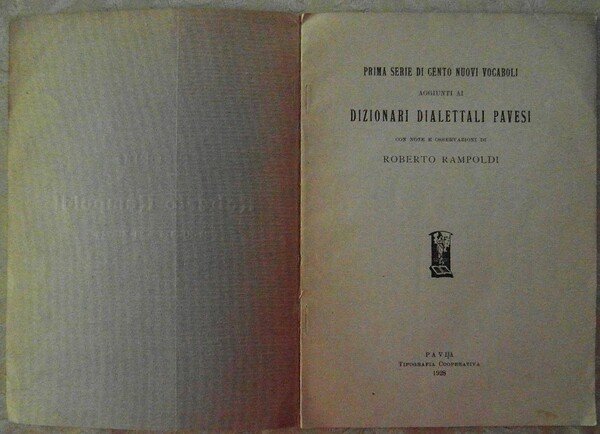 PRIMA SERIE DI CENTO NUOVI VOCABOLI
AGGIUNTI AI
DIZIONARI DIALETTALI PAVESI
CON NOTE E OSSERVAZIONI DI
ROBERTO RAMPOLDI
PAVIA
TIPOGRAFIA COOPERATIVA
1928